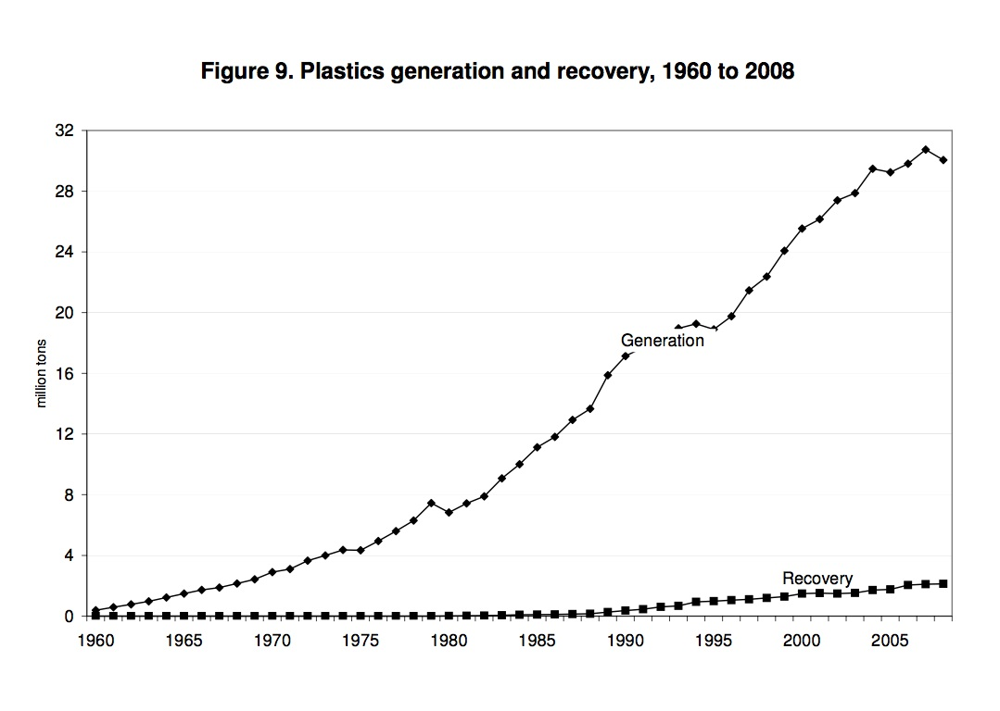 Figure 9. Plastics generation and recovery, 1960 to 2008
32
28
24
20
16
12
8
4
0
million tons
Generation
Recovery
1960 1965 1970 1975 1980 1985 1990 1995 2000 2005